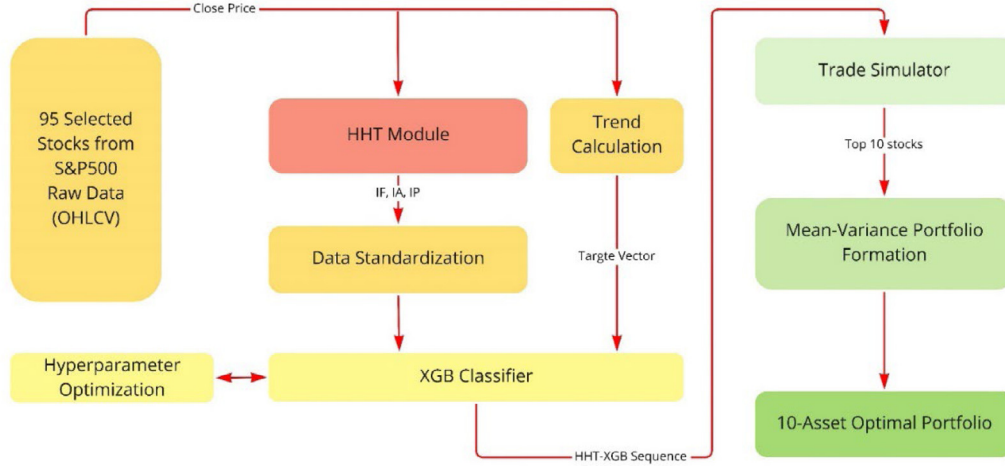 Close Price
95 Selected
Stocks from
S&P500
Raw Data
(OHLCV)
HHT Module
Trend
Calculation
IF, IA, IP
Data Standardization
Targte Vector
Hyperparameter
Optimization
XGB Classifier
HHT-XGB Sequence
Trade Simulator
Top 10 stocks
Mean-Variance Portfolio
Formation
10-Asset Optimal Portfolio